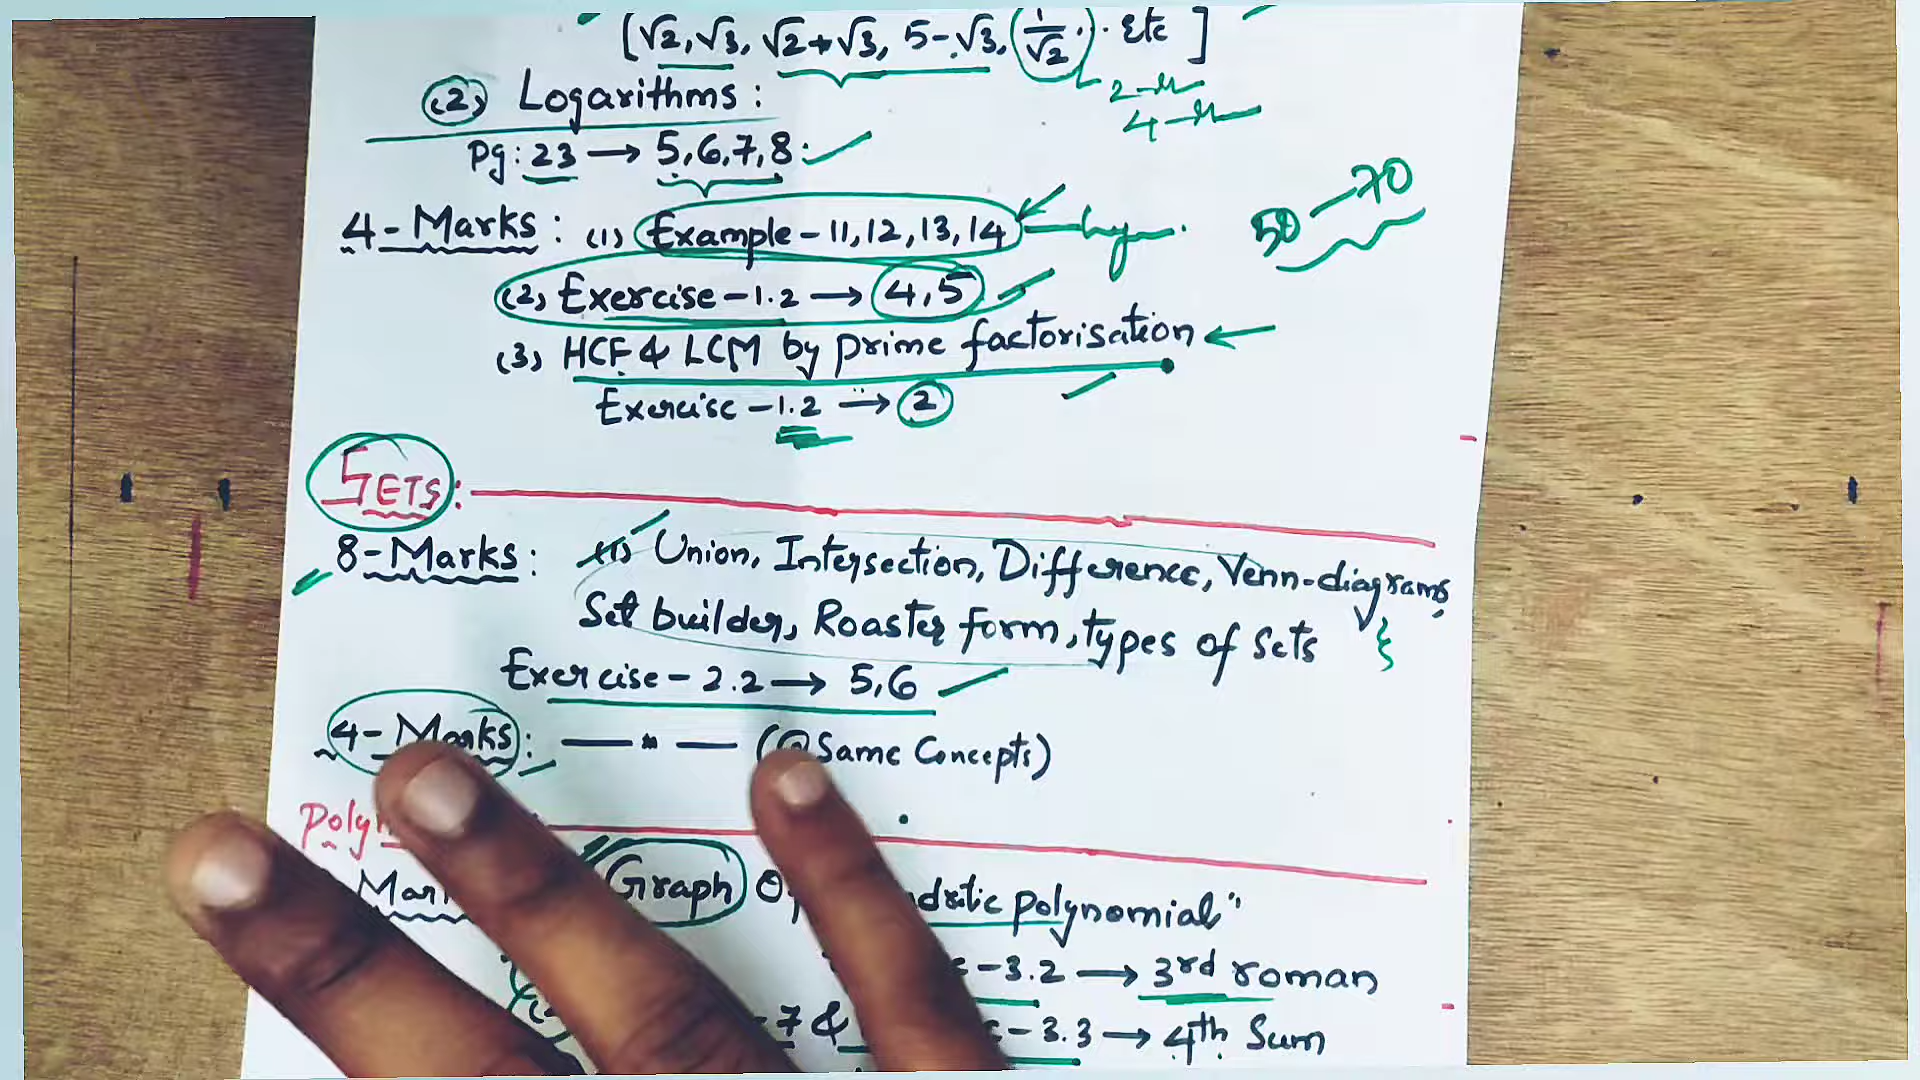 [√2, √3, √2+√3, 5-√3, 1/√2 . . Etc ]
(2) Logarithms :
Pg: 23 → 5,6,7,8.
50 - 70
4-Marks : (1) Example - 11,12,13,14
(2) Exercise - 1.2 → 4,5
(3) HCF & LCM by prime factorisation
Exercise - 1.2 → 2
SETS :
8-Marks : (1) Union, Intersection, Difference, Venn-diagrams,
Set builder, Roaster form, types of sets
Exercise - 2.2 → 5,6
4-Marks : — " — (Same Concepts)
Graph polynomial"
-3.2 → 3rd roman
7 & - 3.3 → 4th Sum